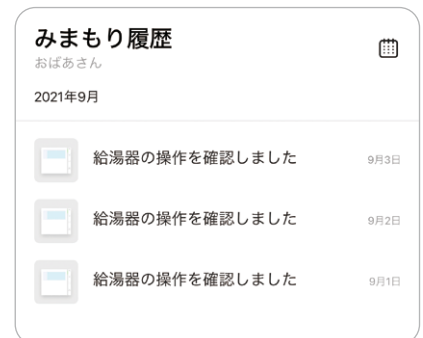 みまもり履歴
おばあさん
2021年9月
給湯器の操作を確認しました 9月3日
給湯器の操作を確認しました 9月2日
給湯器の操作を確認しました 9月1日